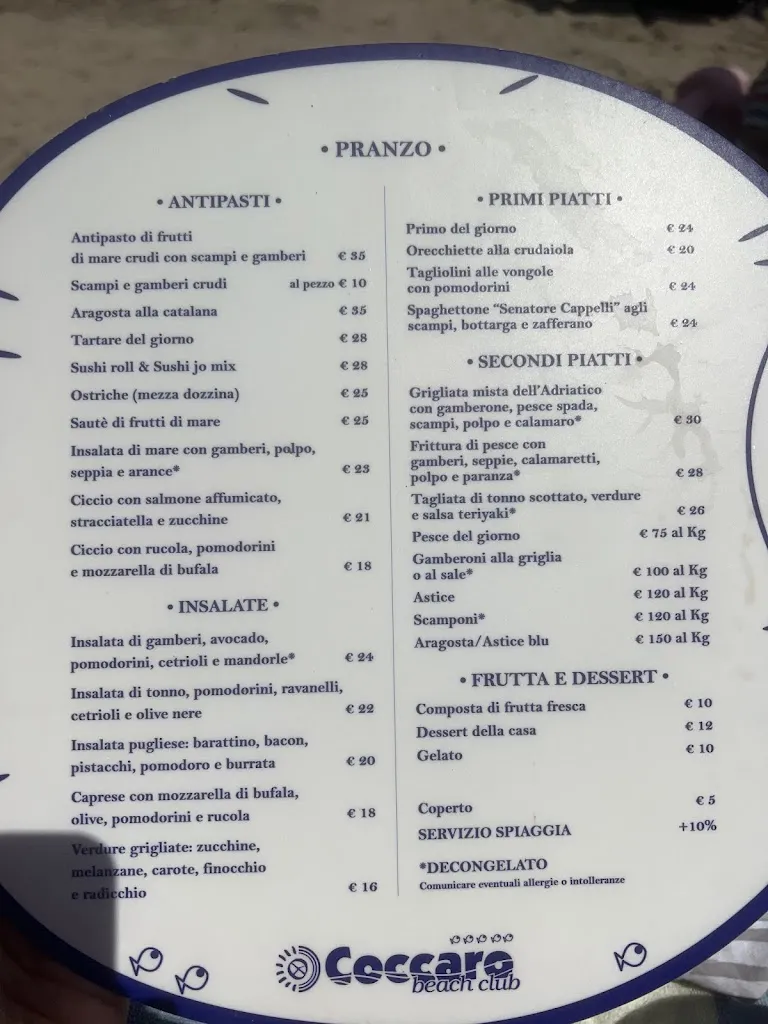 • PRANZO •
• ANTIPASTI •
Antipasto di frutti
di mare crudi con scampi e gamberi € 35
Scampi e gamberi crudi al pezzo € 10
Aragosta alla catalana € 35
Tartare del giorno € 28
Sushi roll & Sushi jo mix € 28
Ostriche (mezza dozzina) € 25
Sautè di frutti di mare € 25
Insalata di mare con gamberi, polpo,
seppia e arance* € 23
Ciccio con salmone affumicato,
stracciatella e zucchine € 21
Ciccio con rucola, pomodorini
e mozzarella di bufala € 18
• INSALATE •
Insalata di gamberi, avocado,
pomodorini, cetrioli e mandorle* € 24
Insalata di tonno, pomodorini, ravanelli,
cetrioli e olive nere € 22
Insalata pugliese: barattino, bacon,
pistacchi, pomodoro e burrata € 20
Caprese con mozzarella di bufala,
olive, pomodorini e rucola € 18
Verdure grigliate: zucchine,
melanzane, carote, finocchio
e radicchio € 16
• PRIMI PIATTI •
Primo del giorno € 24
Orecchiette alla crudaiola € 20
Tagliolini alle vongole
con pomodorini € 24
Spaghettone "Senatore Cappelli" agli
scampi, bottarga e zafferano € 24
• SECONDI PIATTI •
Grigliata mista dell'Adriatico
con gamberone, pesce spada,
scampi, polpo e calamaro* € 30
Frittura di pesce con
gamberi, seppie, calamaretti,
polpo e paranza* € 28
Tagliata di tonno scottato, verdure
e salsa teriyaki* € 26
Pesce del giorno € 75 al Kg
Gamberoni alla griglia
o al sale* € 100 al Kg
Astice € 120 al Kg
Scamponi* € 120 al Kg
Aragosta/Astice blu € 150 al Kg
• FRUTTA E DESSERT •
Composta di frutta fresca € 10
Dessert della casa € 12
Gelato € 10
Coperto € 5
SERVIZIO SPIAGGIA +10%
*DECONGELATO
Comunicare eventuali allergie o intolleranze
Coccaro
beach club